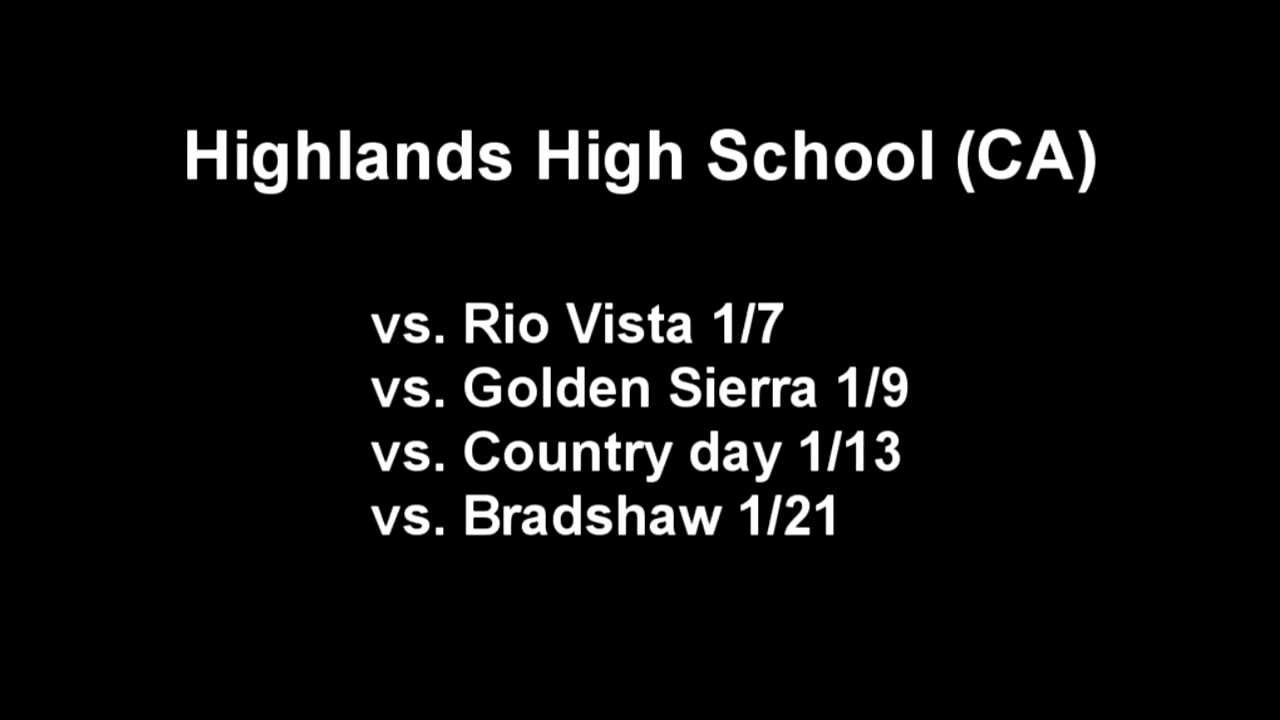 Highlands High School (CA)
vs. Rio Vista 1/7
vs. Golden Sierra 1/9
vs. Country day 1/13
vs. Bradshaw 1/21